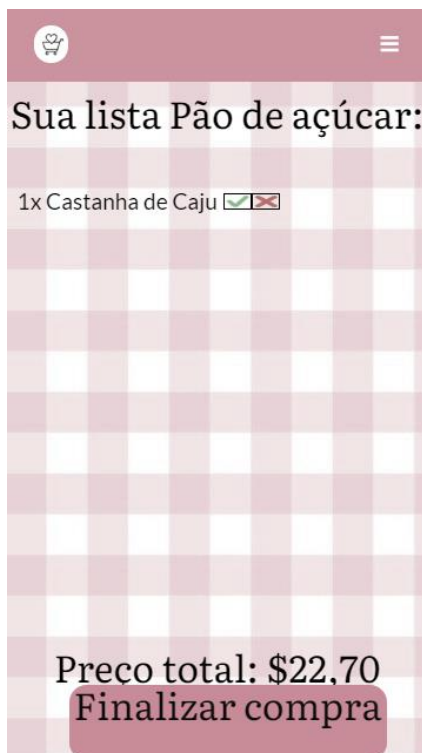 Sua lista Pão de açúcar:
1x Castanha de Caju
Preço total: $22,70
Finalizar compra